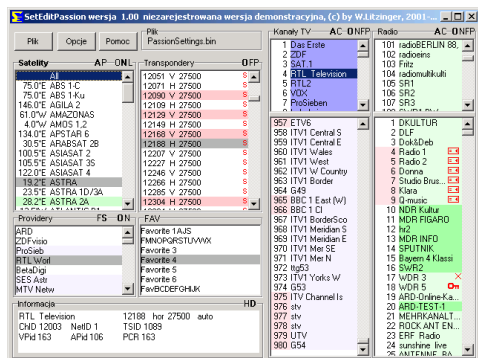 SetEditPassion wersja 1.00 niezarejestrowana wersja demonstracyjna, (c) by W.Litzinger, 2001-...
Plik
Opcje
Pomoc
Plik
PassionSettings.bin
Satelity AP ONL
All
75.0°E ABS 1-C
75.0°E ABS 1-Ku
146.0°E AGILA 2
61.0°W AMAZONAS
4.0°W AMOS 1,2
134.0°E APSTAR 6
30.5°E ARABSAT 2B
100.5°E ASIASAT 2
105.5°E ASIASAT 3S
122.0°E ASIASAT 4
19.2°E ASTRA
23.5°E ASTRA 1D/3A
28.2°E ASTRA 2A
Transpondery OFP
12051 V 27500 S
12071 H 27500 S
12090 V 27500 S
12109 H 27500 S
12129 V 27500 S
12149 H 27500 S
12168 V 27500 S
12188 H 27500 S
12207 V 27500 S
12227 H 27500 S
12246 V 27500 S
12266 H 27500 S
12285 V 27500 S
12304 H 27500 S
Providery FS ON
ARD
ZDFvisio
ProSieb
RTL Worl
BetaDigi
SES Astr
MTV Netw
FAV
Favorite 1AJS
FMNOPQRSTUVWX
Favorite 3
Favorite 4
Favorite 5
Favorite 6
FavBCDEFGHIJK
Informacja HD
RTL Television 12188 hor 27500 auto
ChID 12003 NetID 1 TSID 1089
VPid 163 APid 106 PCR 163
Kanały TV AC ONFP
1 Das Erste
2 ZDF
3 SAT.1
4 RTL Television
5 RTL2
6 VOX
7 ProSieben
957 ETV6
958 ITV1 Central S
959 ITV1 Central E
960 ITV1 Wales
961 ITV1 West
962 ITV1 W Country
963 ITV1 Border
964 G49
965 BBC 1 East (W)
966 BBC 1 CI
967 ITV1 BorderSco
968 ITV1 Meridian S
969 ITV1 Meridian E
970 ITV1 Mer SE
971 ITV1 Mer N
972 ttg53
973 ITV1 Yorks W
974 G53
975 ITV Channel Is
976 stv
977 stv
978 stv
979 UTV
980 G54
Radio AC ONFP
101 radioBERLIN 88,
102 radioeins
103 Fritz
104 radiomultikulti
105 SR1
106 SR2
107 SR3
1 DKULTUR
2 DLF
3 Dok&Deb
4 Radio 1
5 Radio 2
6 Donna
7 Studio Brus...
8 Klara
9 Q-music
10 NDR Kultur
11 MDR FIGARO
12 hr2
13 MDR INFO
14 SPUTNIK
15 Bayern 4 Klassi
16 SWR2
17 WDR 3
18 WDR 5
19 ARD-Online-Ka...
20 ARD-TEST-1
21 MEHRKANALT...
22 ROCK ANT EN...
23 ERF Radio
24 sunshine live
25 ANTENNE BA